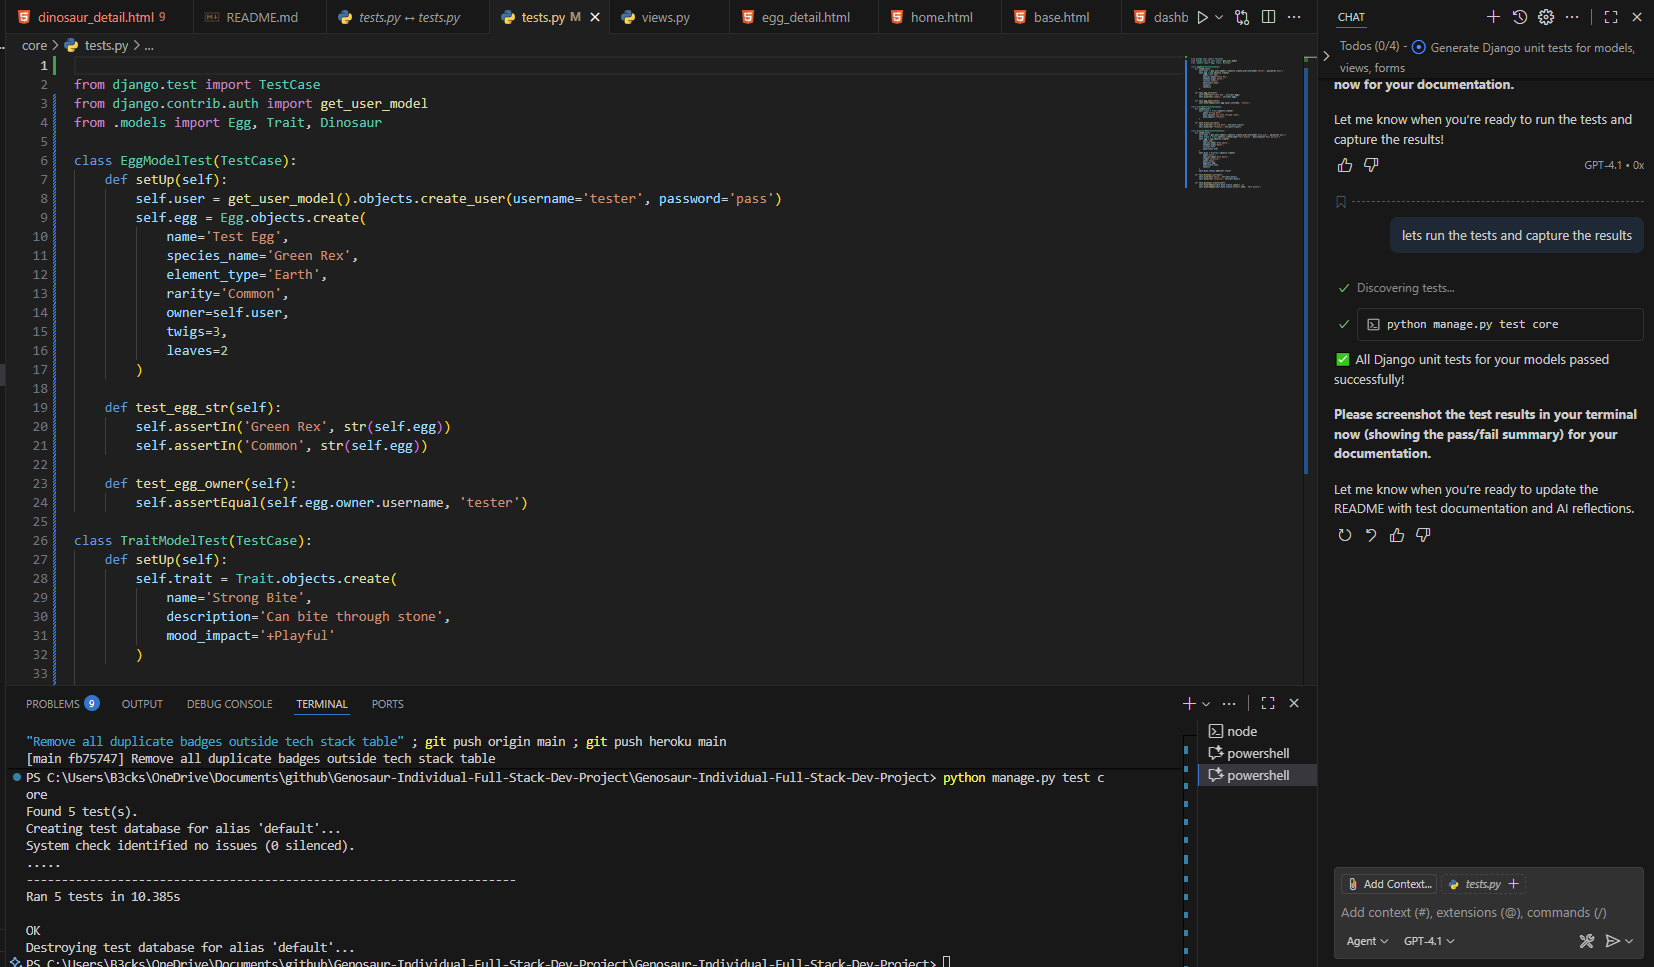 dinosaur_detail.html 9
README.md
tests.py ↔ tests.py
tests.py M
views.py
egg_detail.html
home.html
base.html
dashb
core > tests.py > ...
1
2 from django.test import TestCase
3 from django.contrib.auth import get_user_model
4 from .models import Egg, Trait, Dinosaur
5
6 class EggModelTest(TestCase):
7 def setUp(self):
8 self.user = get_user_model().objects.create_user(username='tester', password='pass')
9 self.egg = Egg.objects.create(
10 name='Test Egg',
11 species_name='Green Rex',
12 element_type='Earth',
13 rarity='Common',
14 owner=self.user,
15 twigs=3,
16 leaves=2
17 )
18
19 def test_egg_str(self):
20 self.assertIn('Green Rex', str(self.egg))
21 self.assertIn('Common', str(self.egg))
22
23 def test_egg_owner(self):
24 self.assertEqual(self.egg.owner.username, 'tester')
25
26 class TraitModelTest(TestCase):
27 def setUp(self):
28 self.trait = Trait.objects.create(
29 name='Strong Bite',
30 description='Can bite through stone',
31 mood_impact='+Playful'
32 )
33
PROBLEMS 9
OUTPUT
DEBUG CONSOLE
TERMINAL
PORTS
"Remove all duplicate badges outside tech stack table" ; git push origin main ; git push heroku main
[main fb75747] Remove all duplicate badges outside tech stack table
PS C:\Users\B3cks\OneDrive\Documents\github\Genosaur-Individual-Full-Stack-Dev-Project\Genosaur-Individual-Full-Stack-Dev-Project> python manage.py test c
ore
Found 5 test(s).
Creating test database for alias 'default'...
System check identified no issues (0 silenced).
.....
----------------------------------------------------------------------
Ran 5 tests in 10.385s
OK
Destroying test database for alias 'default'...
PS C:\Users\B3cks\OneDrive\Documents\github\Genosaur-Individual-Full-Stack-Dev-Project\Genosaur-Individual-Full-Stack-Dev-Project>
node
powershell
powershell
CHAT
Todos (0/4) - Generate Django unit tests for models,
views, forms
now for your documentation.
Let me know when you're ready to run the tests and
capture the results!
GPT-4.1 • 0x
lets run the tests and capture the results
Discovering tests...
python manage.py test core
✅ All Django unit tests for your models passed
successfully!
Please screenshot the test results in your terminal
now (showing the pass/fail summary) for your
documentation.
Let me know when you're ready to update the
README with test documentation and AI reflections.
Add Context...
tests.py
Add context (#), extensions (@), commands (/)
Agent
GPT-4.1